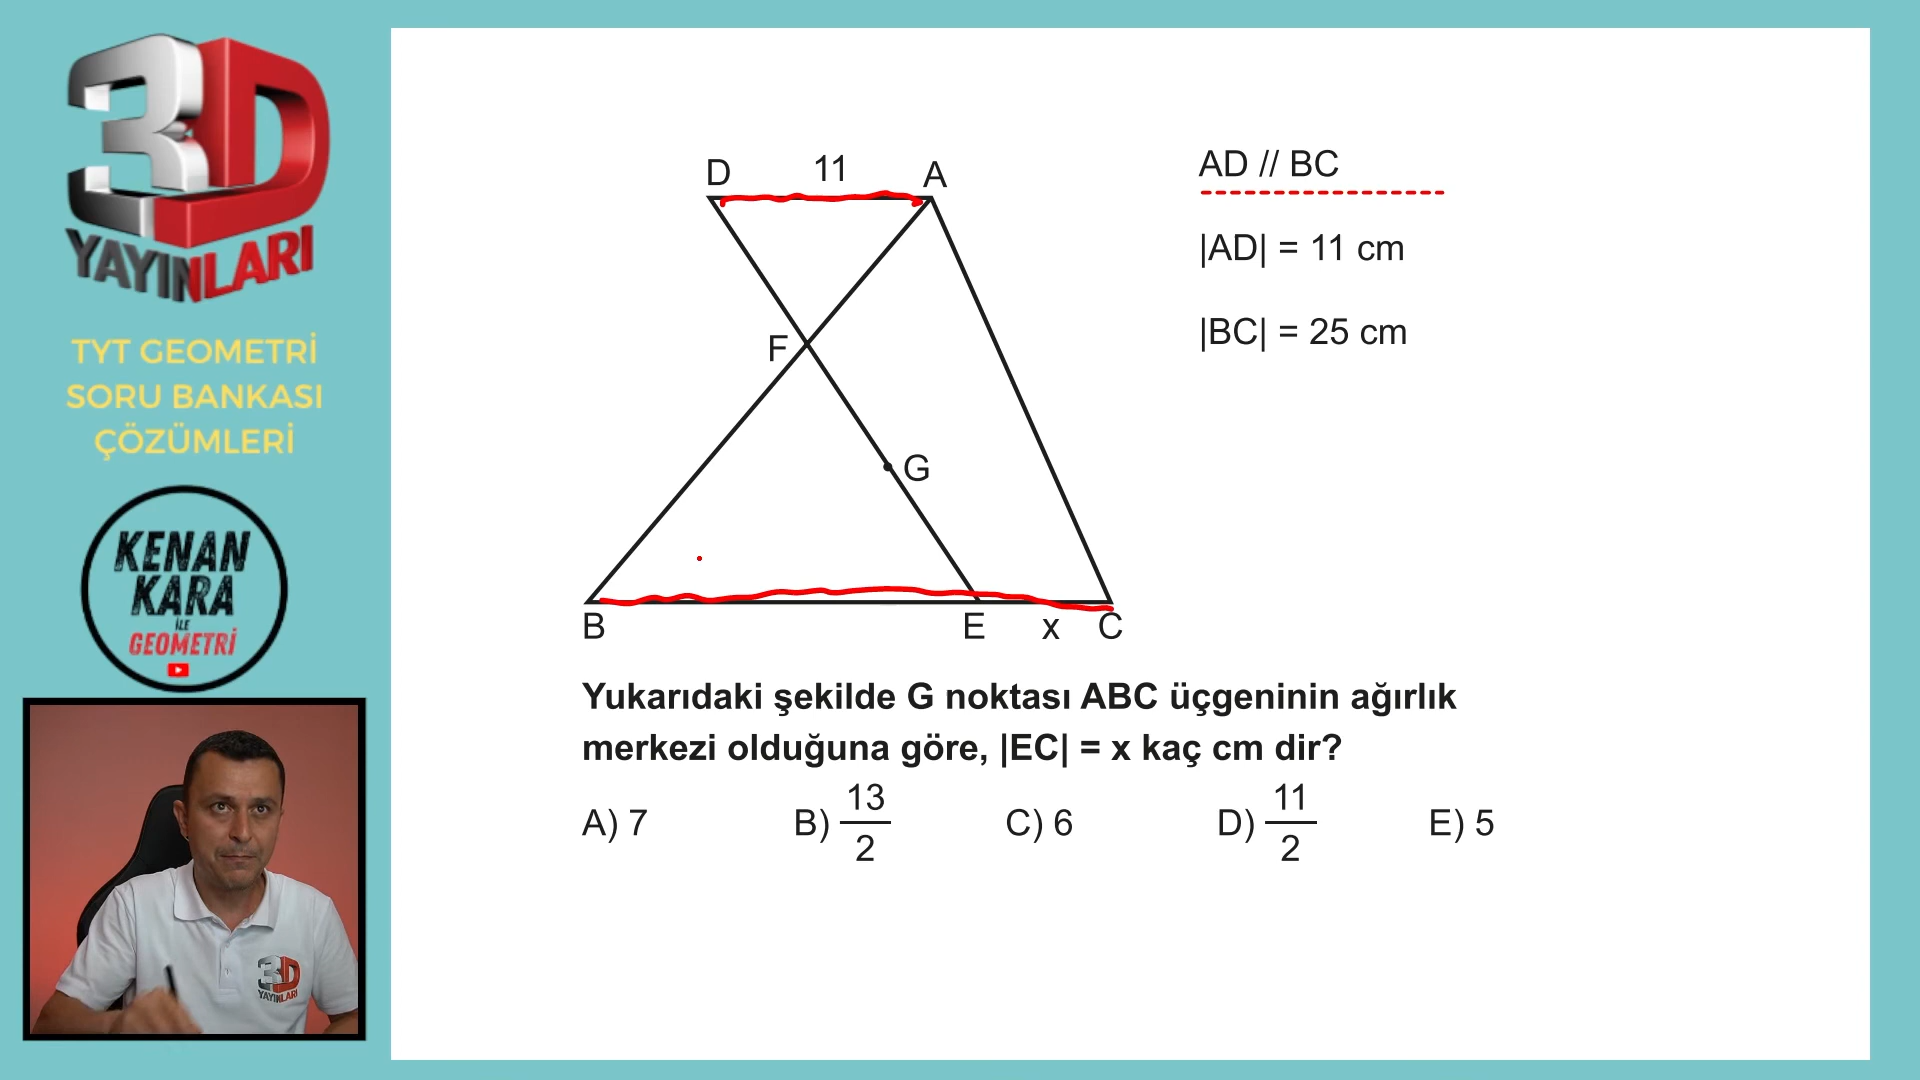 3D
YAYINLARI
TYT GEOMETRİ
SORU BANKASI
ÇÖZÜMLERİ
KENAN
KARA
İLE
GEOMETRİ
3D
YAYINLARI
D 11 A
F
G
B E x C
AD // BC
|AD| = 11 cm
|BC| = 25 cm
Yukarıdaki şekilde G noktası ABC üçgeninin ağırlık
merkezi olduğuna göre, |EC| = x kaç cm dir?
A) 7 B) 13/2 C) 6 D) 11/2 E) 5